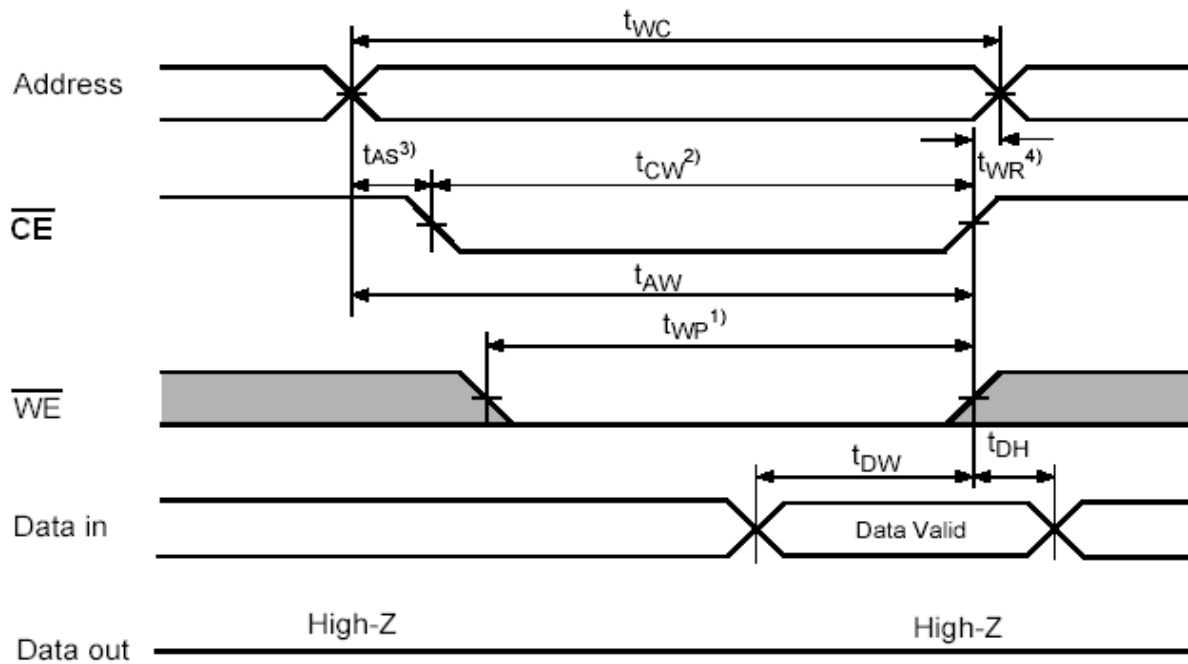 tWC
Address
tAS3)
tCW2)
tWR4)
CE
tAW
tWP1)
WE
tDW
tDH
Data in
Data Valid
High-Z
High-Z
Data out